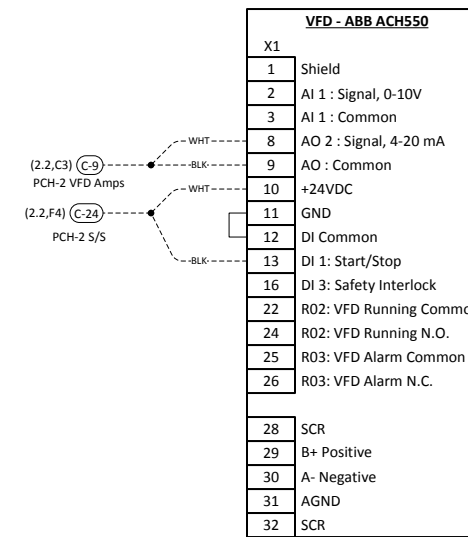 VFD - ABB ACH550
X1
1 Shield
2 AI 1 : Signal, 0-10V
3 AI 1 : Common
WHT 8 AO 2 : Signal, 4-20 mA
(2.2,C3) C-9 BLK 9 AO : Common
PCH-2 VFD Amps
WHT 10 +24VDC
(2.2,F4) C-24 11 GND
PCH-2 S/S 12 DI Common
BLK 13 DI 1: Start/Stop
16 DI 3: Safety Interlock
22 R02: VFD Running Commo
24 R02: VFD Running N.O.
25 R03: VFD Alarm Common
26 R03: VFD Alarm N.C.
28 SCR
29 B+ Positive
30 A- Negative
31 AGND
32 SCR